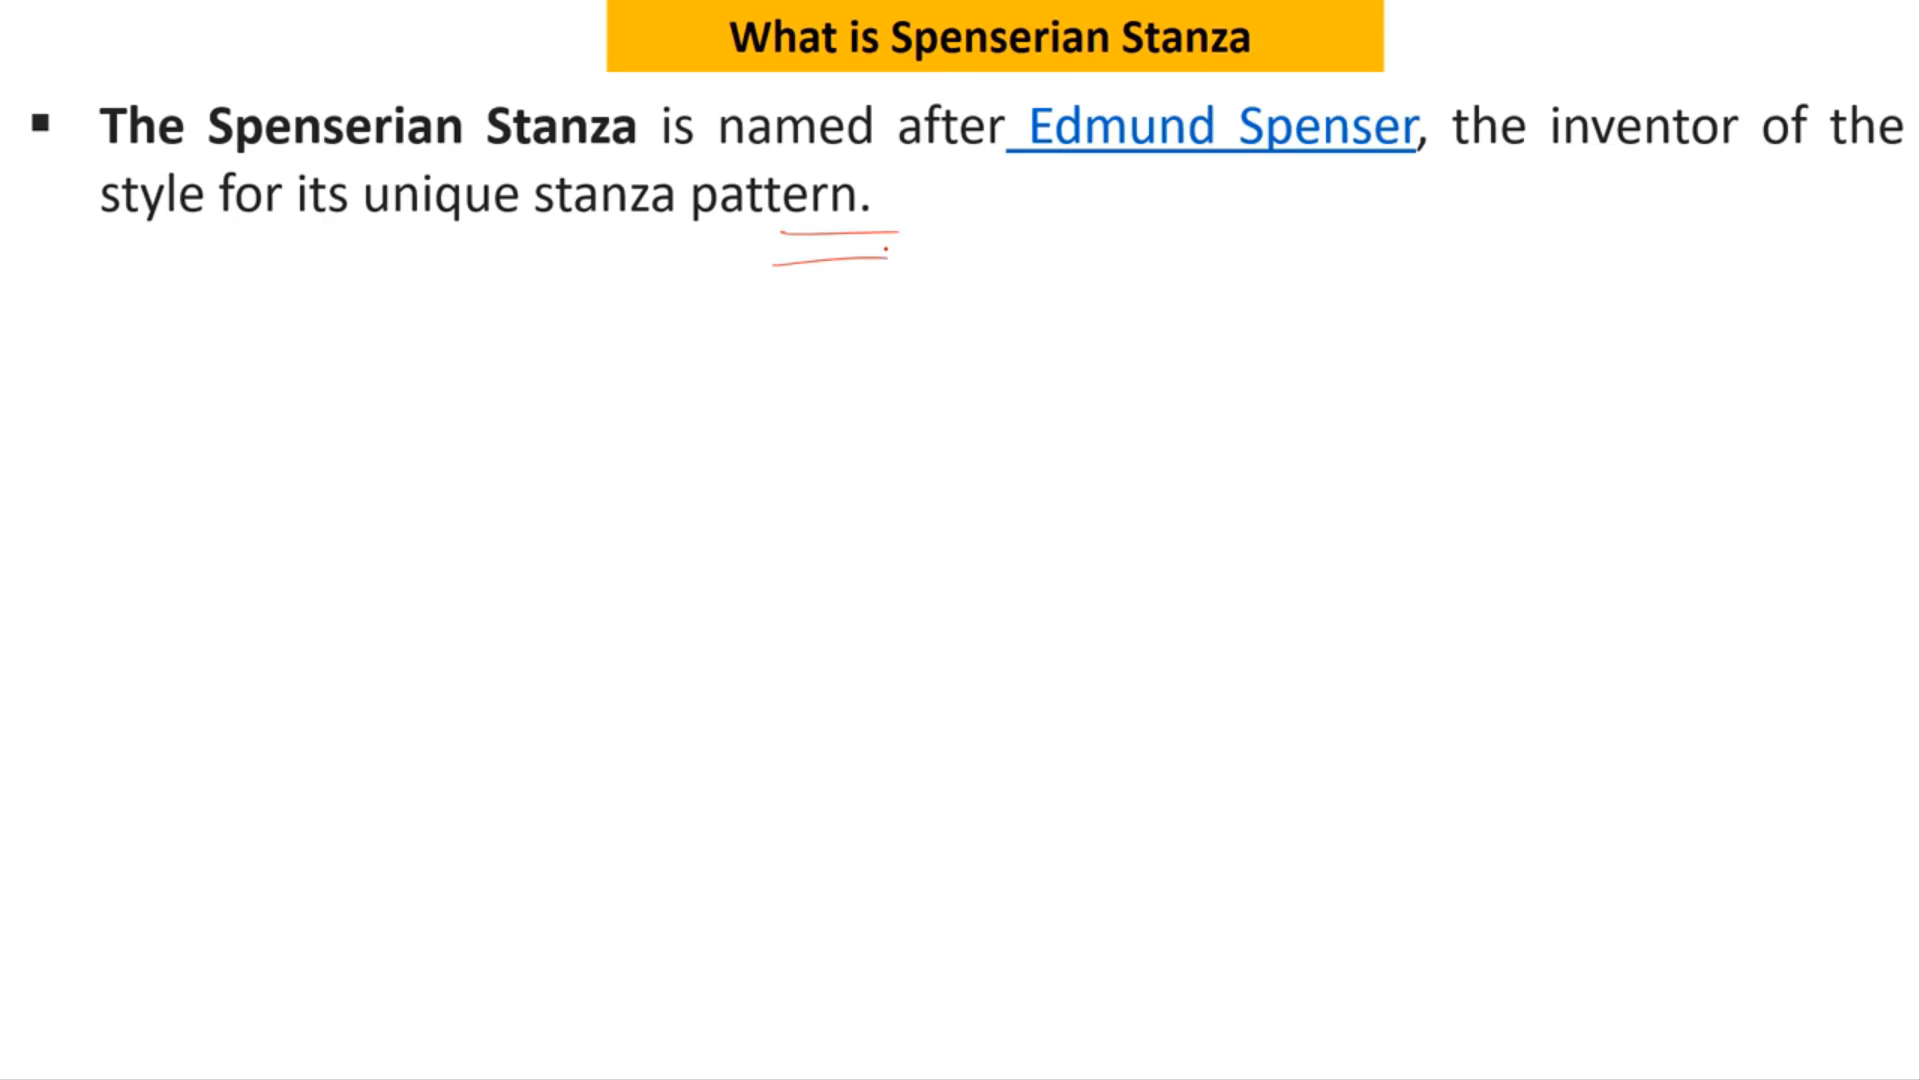 What is Spenserian Stanza
▪ The Spenserian Stanza is named after Edmund Spenser, the inventor of the
style for its unique stanza pattern.